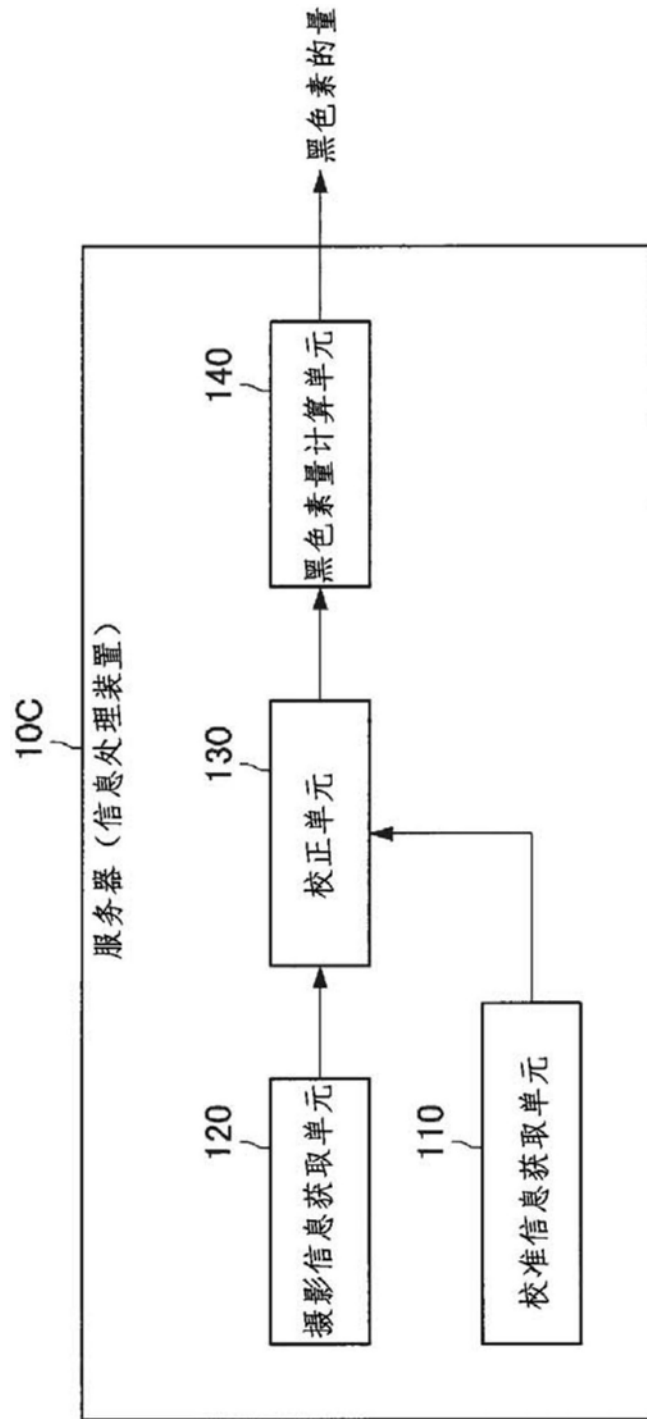 10C
服务器（信息处理装置）
120
摄影信息获取单元
130
校正单元
140
黑色素量计算单元
黑色素的量
110
校准信息获取单元